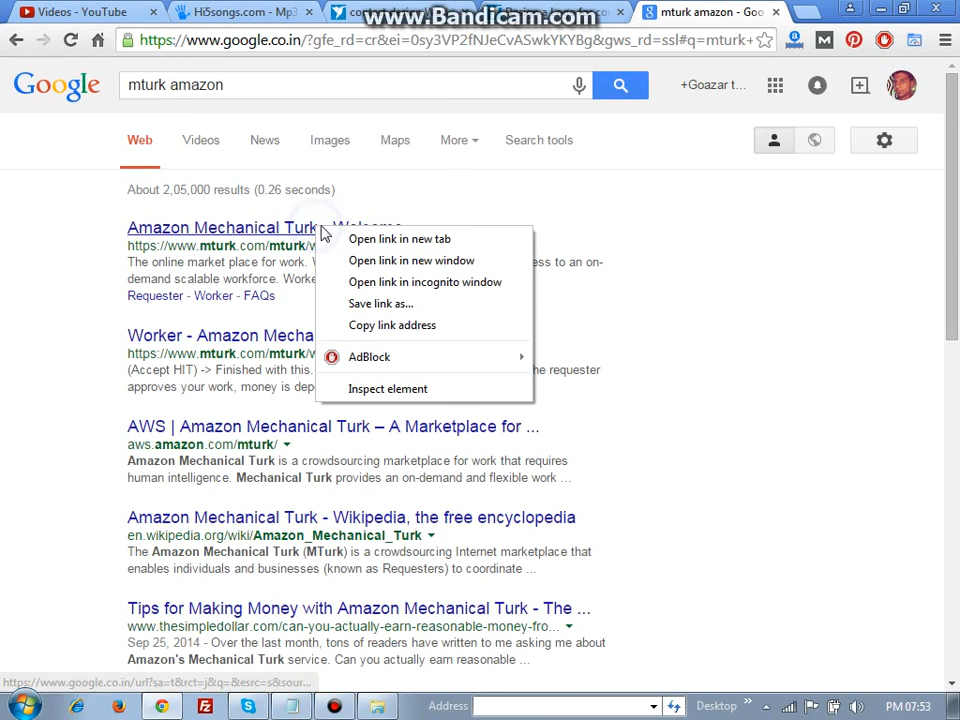 Videos - YouTube
Hi5songs.com - Mp3
www.Bandicam.com
mturk amazon - Goo
https://www.google.co.in/?gfe_rd=cr&ei=0sy3VP2fNJeCvASwkYKYBg&gws_rd=ssl#q=mturk+
Google
mturk amazon
+Goazar t...
Web
Videos
News
Images
Maps
More
Search tools
About 2,05,000 results (0.26 seconds)
Amazon Mechanical Turk - Welcome
https://www.mturk.com/mturk/
The online market place for work. ess to an on-
demand scalable workforce. Worke
Requester - Worker - FAQs
Open link in new tab
Open link in new window
Open link in incognito window
Save link as...
Copy link address
AdBlock
Inspect element
Worker - Amazon Mecha
https://www.mturk.com/mturk/
(Accept HIT) -> Finished with this. the requester
approves your work, money is dep
AWS | Amazon Mechanical Turk – A Marketplace for ...
aws.amazon.com/mturk/
Amazon Mechanical Turk is a crowdsourcing marketplace for work that requires
human intelligence. Mechanical Turk provides an on-demand and flexible work ...
Amazon Mechanical Turk - Wikipedia, the free encyclopedia
en.wikipedia.org/wiki/Amazon_Mechanical_Turk
The Amazon Mechanical Turk (MTurk) is a crowdsourcing Internet marketplace that
enables individuals and businesses (known as Requesters) to coordinate ...
Tips for Making Money with Amazon Mechanical Turk - The ...
www.thesimpledollar.com/can-you-actually-earn-reasonable-money-fro...
Sep 25, 2014 - Over the last month, tons of readers have written to me asking me about
Amazon's Mechanical Turk service. Can you actually earn reasonable ...
https://www.google.co.in/url?sa=t&rct=j&q=&esrc=s&sour...
Address
Desktop
PM 07:53